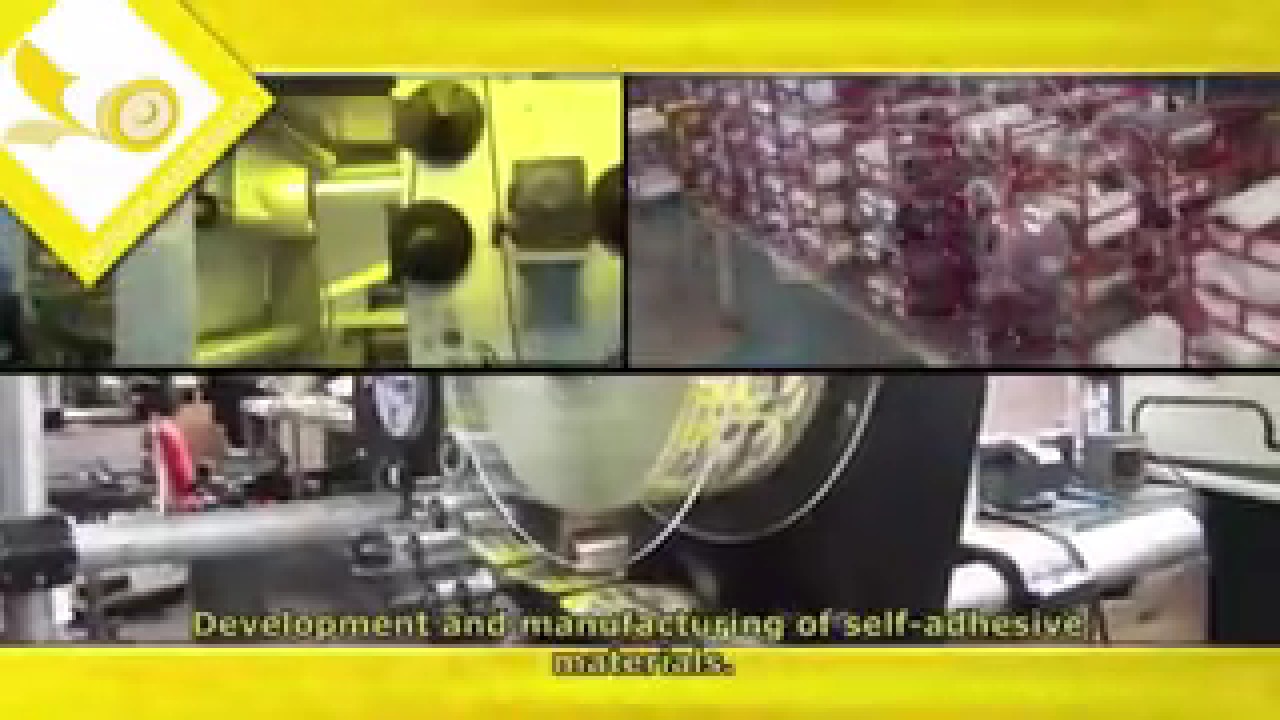 Development and manufacturing of self-adhesive
materials.